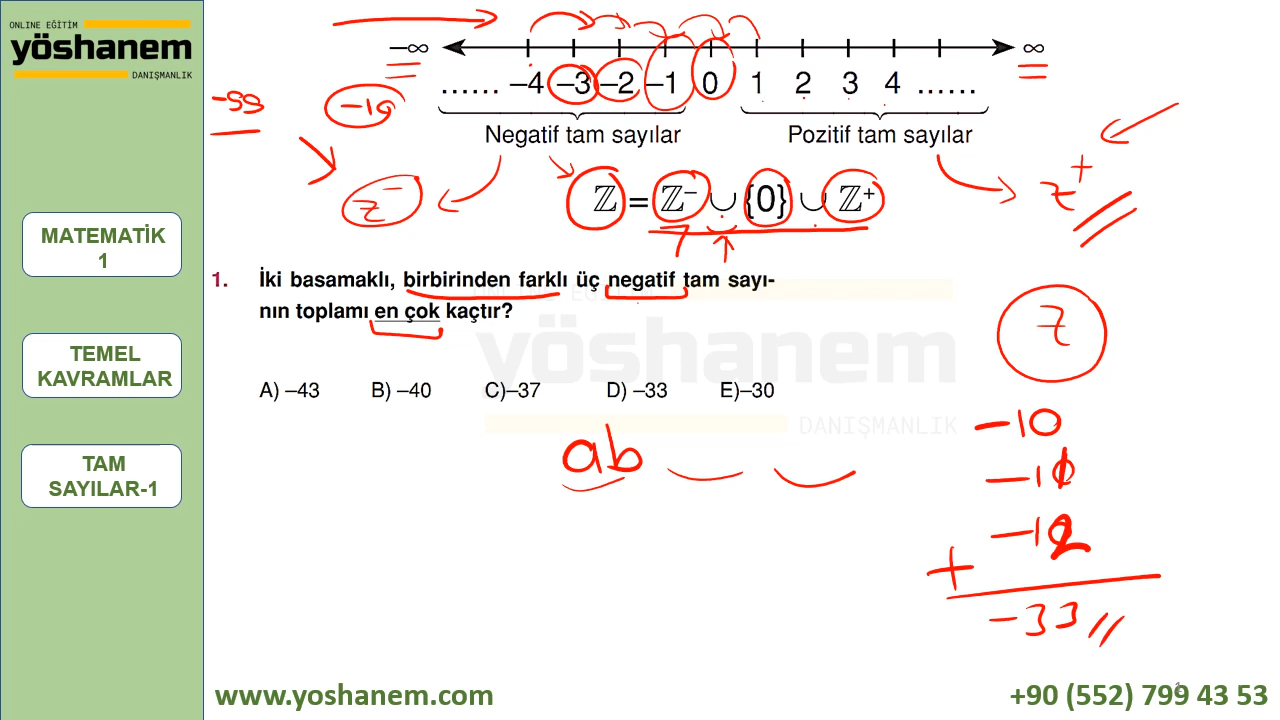 ONLINE EĞİTİM
yöshanem
DANIŞMANLIK
MATEMATİK
1
TEMEL
KAVRAMLAR
TAM
SAYILAR-1
−∞ ∞
...... −4 −3 −2 −1 0 1 2 3 4 ......
-99
-10
Negatif tam sayılar Pozitif tam sayılar
Z⁻
ℤ = ℤ⁻ ∪ {0} ∪ ℤ⁺
Z⁺
1. İki basamaklı, birbirinden farklı üç negatif tam sayı-
nın toplamı en çok kaçtır?
yöshanem
DANIŞMANLIK
Z
A) –43 B) –40 C)–37 D) –33 E)–30
ab
-10
-11
-12
+
-33
www.yoshanem.com
+90 (552) 799 43 53